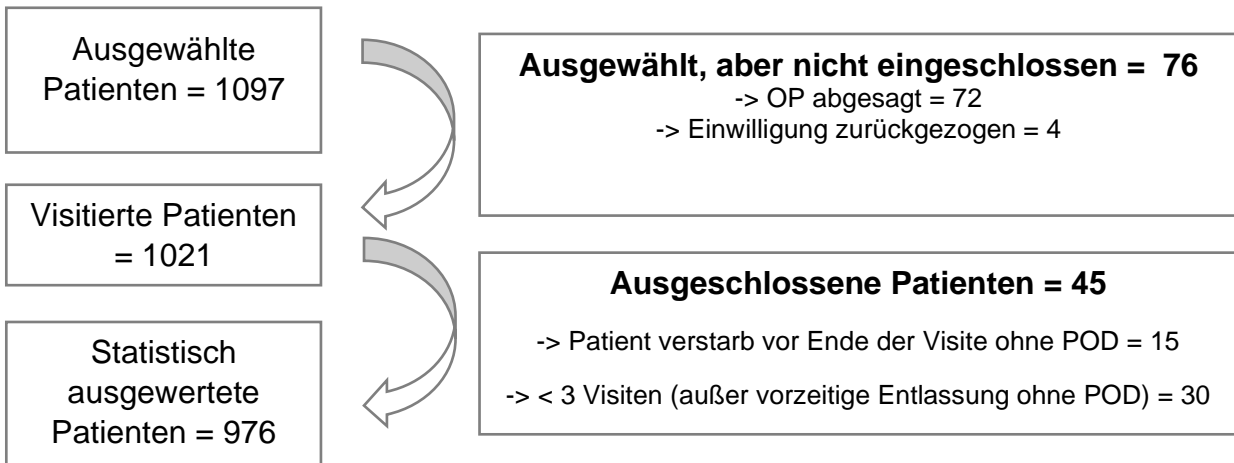 Ausgewählte
Patienten = 1097
Ausgewählt, aber nicht eingeschlossen = 76
-> OP abgesagt = 72
-> Einwilligung zurückgezogen = 4
Visitierte Patienten
= 1021
Ausgeschlossene Patienten = 45
-> Patient verstarb vor Ende der Visite ohne POD = 15
-> < 3 Visiten (außer vorzeitige Entlassung ohne POD) = 30
Statistisch
ausgewertete
Patienten = 976